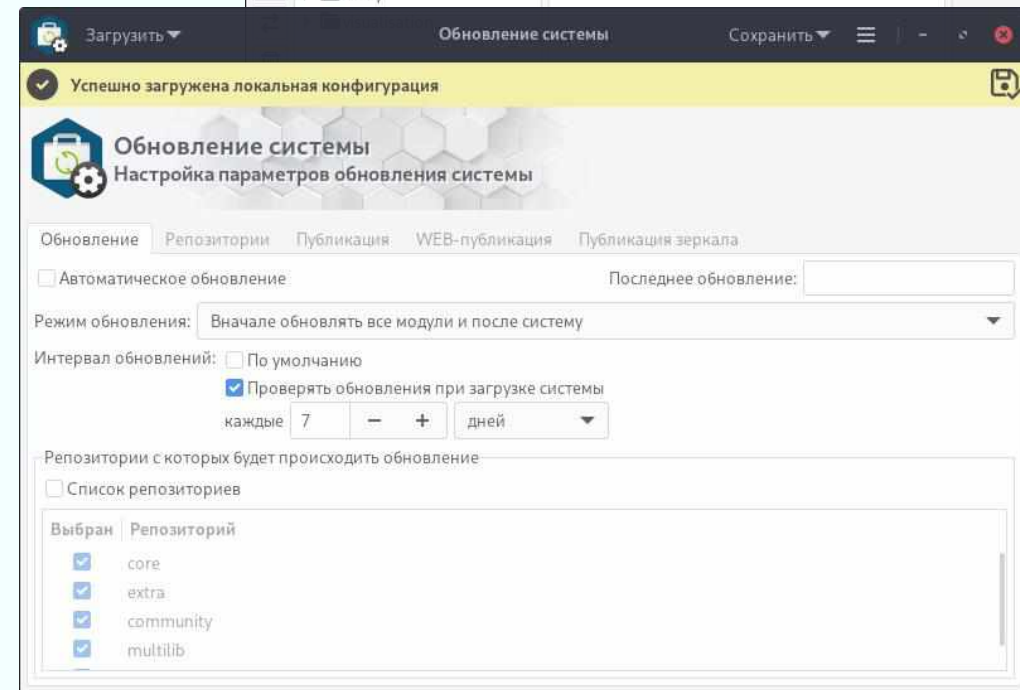 Загрузить Обновление системы Сохранить
Успешно загружена локальная конфигурация
Обновление системы
Настройка параметров обновления системы
Обновление Репозитории Публикация WEB-публикация Публикация зеркала
Автоматическое обновление Последнее обновление:
Режим обновления: Вначале обновлять все модули и после систему
Интервал обновлений: По умолчанию
Проверять обновления при загрузке системы
каждые 7 − + дней
Репозитории с которых будет происходить обновление
Список репозиториев
Выбран Репозиторий
core
extra
community
multilib